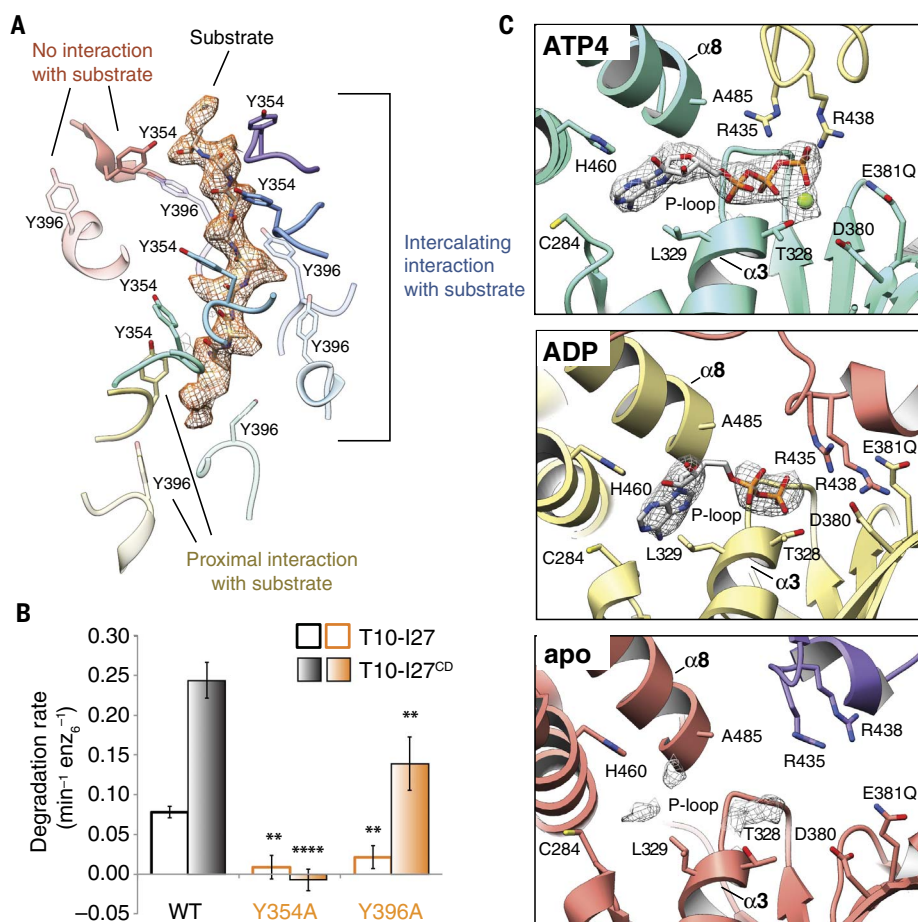 A
No interaction
with substrate
Substrate
Y354
Y354
Y396
Y354
Y396
Y354
Y396
Intercalating
interaction
with substrate
Y354
Y354
Y396
Y396
Y396
Proximal interaction
with substrate
B
Degradation rate
(min⁻¹ enz₆⁻¹)
0.30
0.25
0.20
0.15
0.10
0.05
0.00
−0.05
T10-I27
T10-I27ᶜᴰ
**
****
**
**
WT
Y354A
Y396A
C
ATP4
α8
A485
R435
R438
H460
E381Q
P-loop
D380
C284
L329
T328
α3
ADP
α8
A485
R435
E381Q
H460
R438
P-loop
D380
C284
L329
T328
α3
apo
α8
A485
R438
R435
H460
P-loop
E381Q
T328
D380
C284
L329
α3